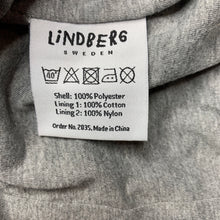 LiNDBERG
SWEDEN
40°
Shell: 100% Polyester
Lining 1: 100% Cotton
Lining 2: 100% Nylon
Order No. 2035, Made in China